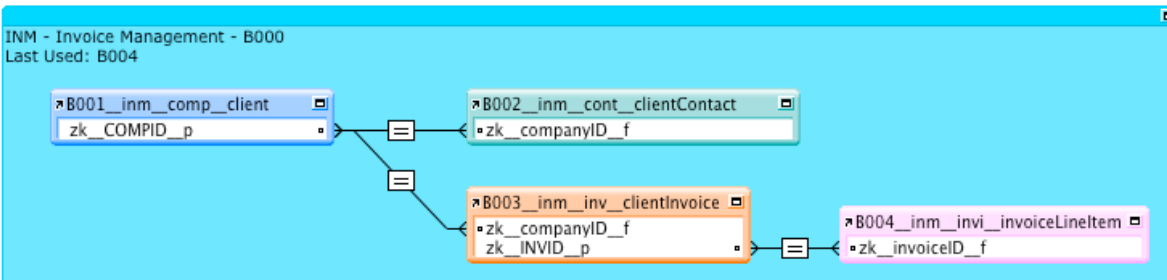 INM - Invoice Management - B000
Last Used: B004
B001__inm__comp__client
zk__COMPID__p
=
B002__inm__cont__clientContact
zk__companyID__f
=
B003__inm__inv__clientInvoice
zk__companyID__f
zk__INVID__p
=
B004__inm__invi__invoiceLineItem
zk__invoiceID__f